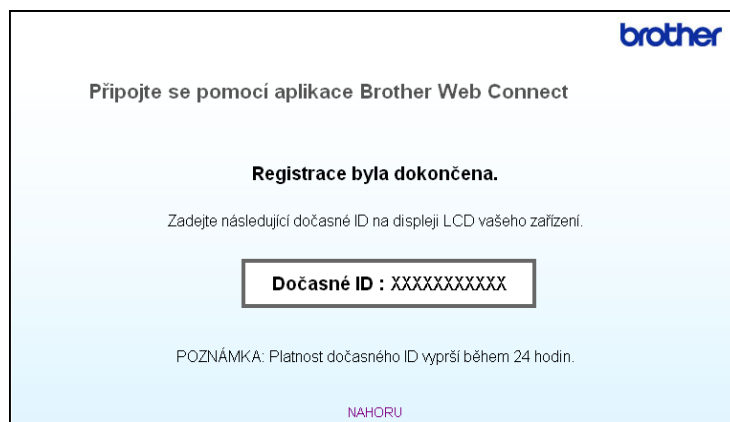 brother
Připojte se pomocí aplikace Brother Web Connect
Registrace byla dokončena.
Zadejte následující dočasné ID na displeji LCD vašeho zařízení.
Dočasné ID : XXXXXXXXXXX
POZNÁMKA: Platnost dočasného ID vyprší během 24 hodin.
NAHORU